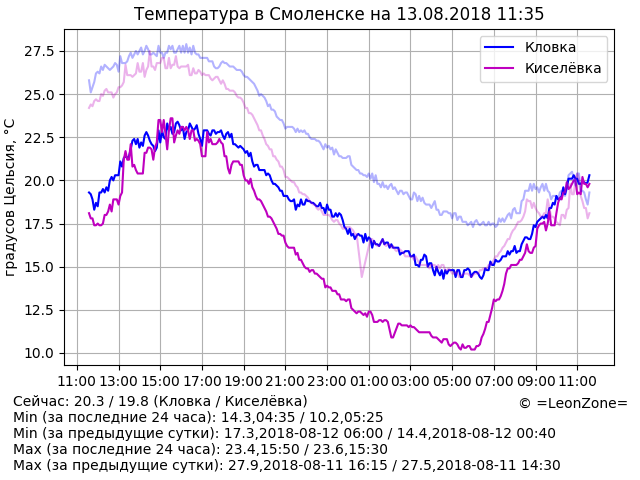 Температура в Смоленске на 13.08.2018 11:35
градусов Цельсия, °C
27.5
25.0
22.5
20.0
17.5
15.0
12.5
10.0
Кловка
Киселёвка
11:00 13:00 15:00 17:00 19:00 21:00 23:00 01:00 03:00 05:00 07:00 09:00 11:00
Сейчас: 20.3 / 19.8 (Кловка / Киселёвка)
© =LeonZone=
Min (за последние 24 часа): 14.3,04:35 / 10.2,05:25
Min (за предыдущие сутки): 17.3,2018-08-12 06:00 / 14.4,2018-08-12 00:40
Max (за последние 24 часа): 23.4,15:50 / 23.6,15:30
Max (за предыдущие сутки): 27.9,2018-08-11 16:15 / 27.5,2018-08-11 14:30